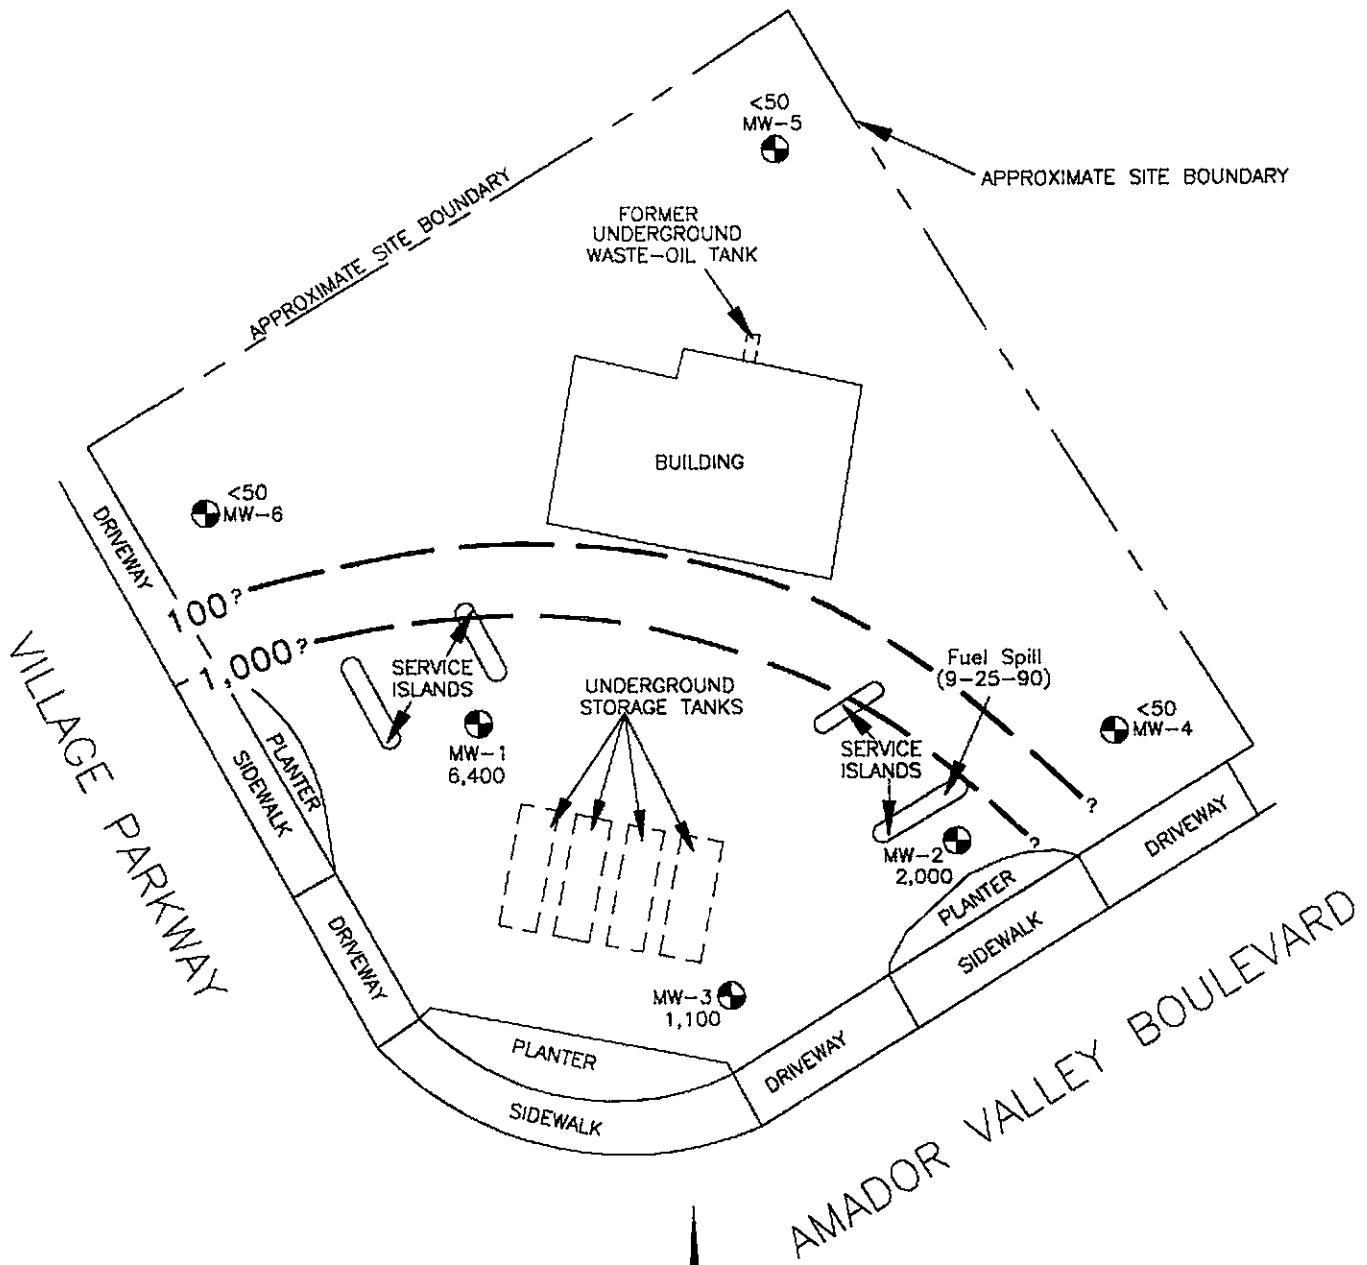 <50
MW-5
APPROXIMATE SITE BOUNDARY
APPROXIMATE SITE BOUNDARY
FORMER
UNDERGROUND
WASTE-OIL TANK
BUILDING
<50
MW-6
DRIVEWAY
100?
1,000?
SERVICE
ISLANDS
UNDERGROUND
STORAGE TANKS
Fuel Spill
(9-25-90)
<50
MW-4
SERVICE
ISLANDS
MW-1
6,400
?
?
MW-2
2,000
PLANTER
SIDEWALK
VILLAGE PARKWAY
DRIVEWAY
PLANTER
SIDEWALK
DRIVEWAY
MW-3
1,100
PLANTER
SIDEWALK
DRIVEWAY
AMADOR VALLEY BOULEVARD